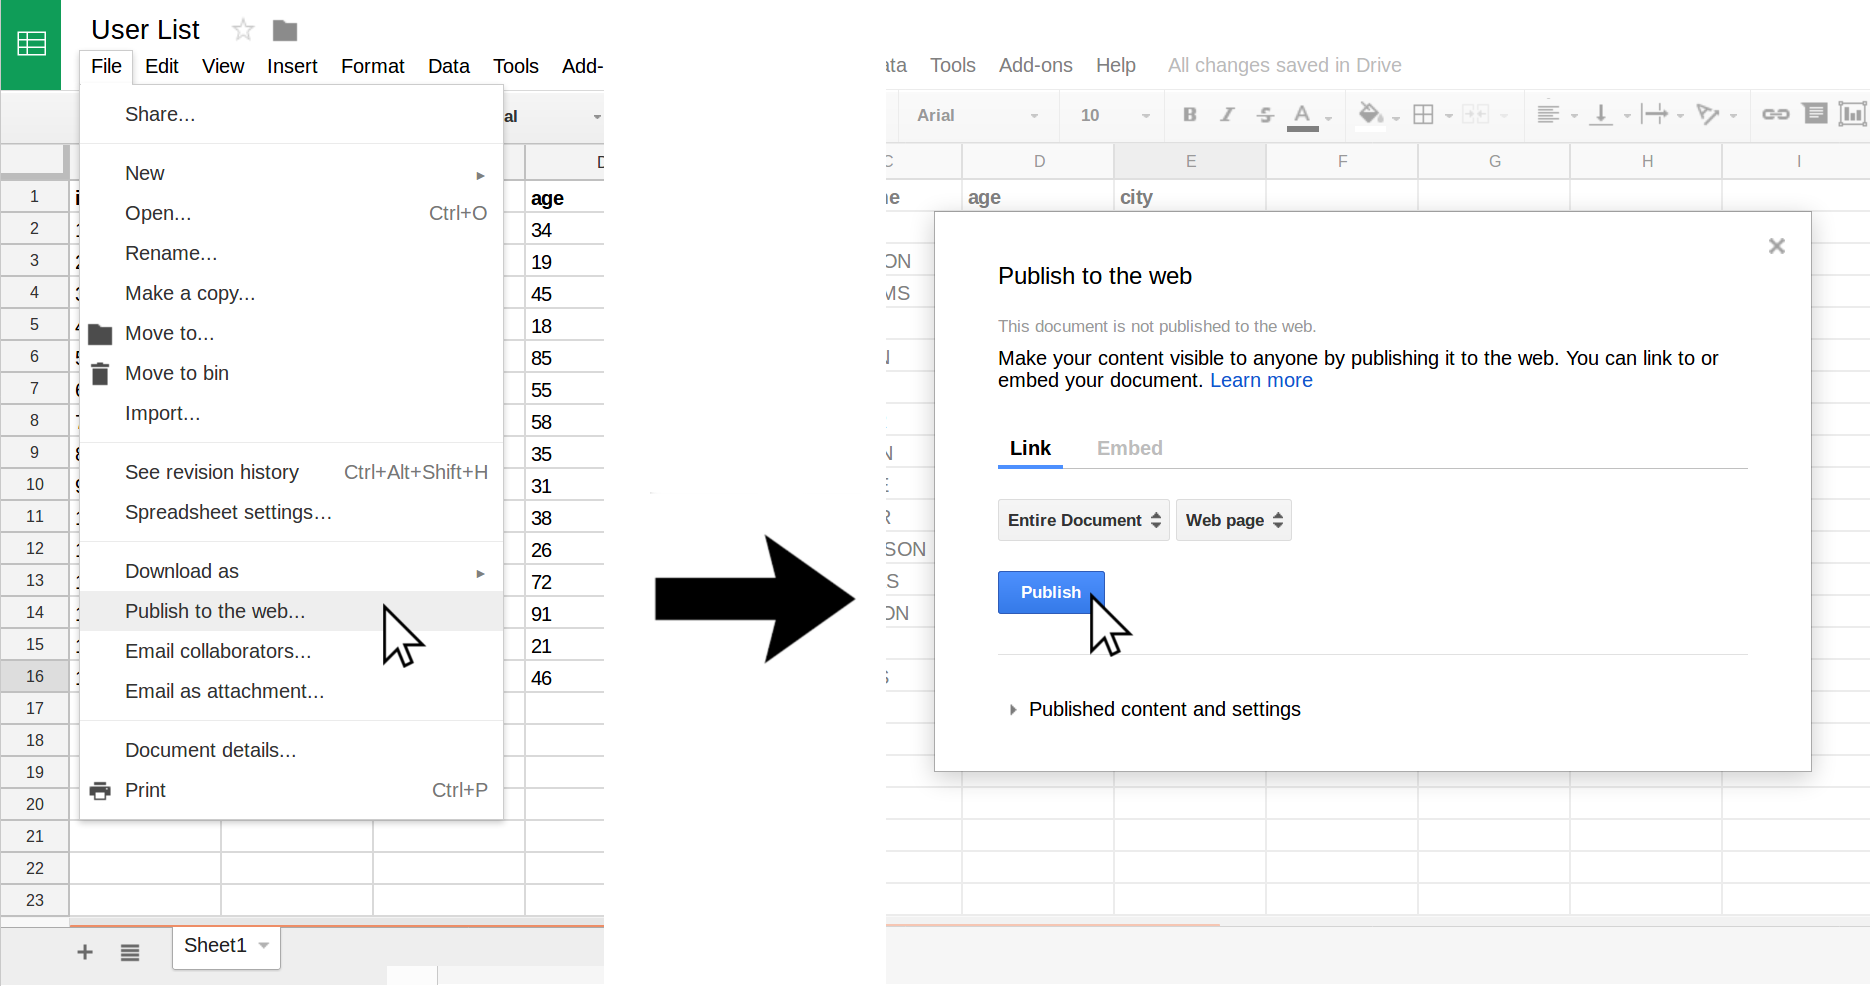 User List
File Edit View Insert Format Data Tools Add-
Share...
New
Open... Ctrl+O
Rename...
Make a copy...
Move to...
Move to bin
Import...
See revision history Ctrl+Alt+Shift+H
Spreadsheet settings...
Download as
Publish to the web...
Email collaborators...
Email as attachment...
Document details...
Print Ctrl+P
al
1 age
2 34
3 19
4 45
5 18
6 85
7 55
8 58
9 35
10 31
11 38
12 26
13 72
14 91
15 21
16 46
17
18
19
20
21
22
23
Sheet1
ata Tools Add-ons Help All changes saved in Drive
Arial 10 B I S A
C D E F G H I
ne age city
ON
MS
N
N
E
R
SON
S
ON
S
Publish to the web
This document is not published to the web.
Make your content visible to anyone by publishing it to the web. You can link to or
embed your document. Learn more
Link Embed
Entire Document Web page
Publish
Published content and settings